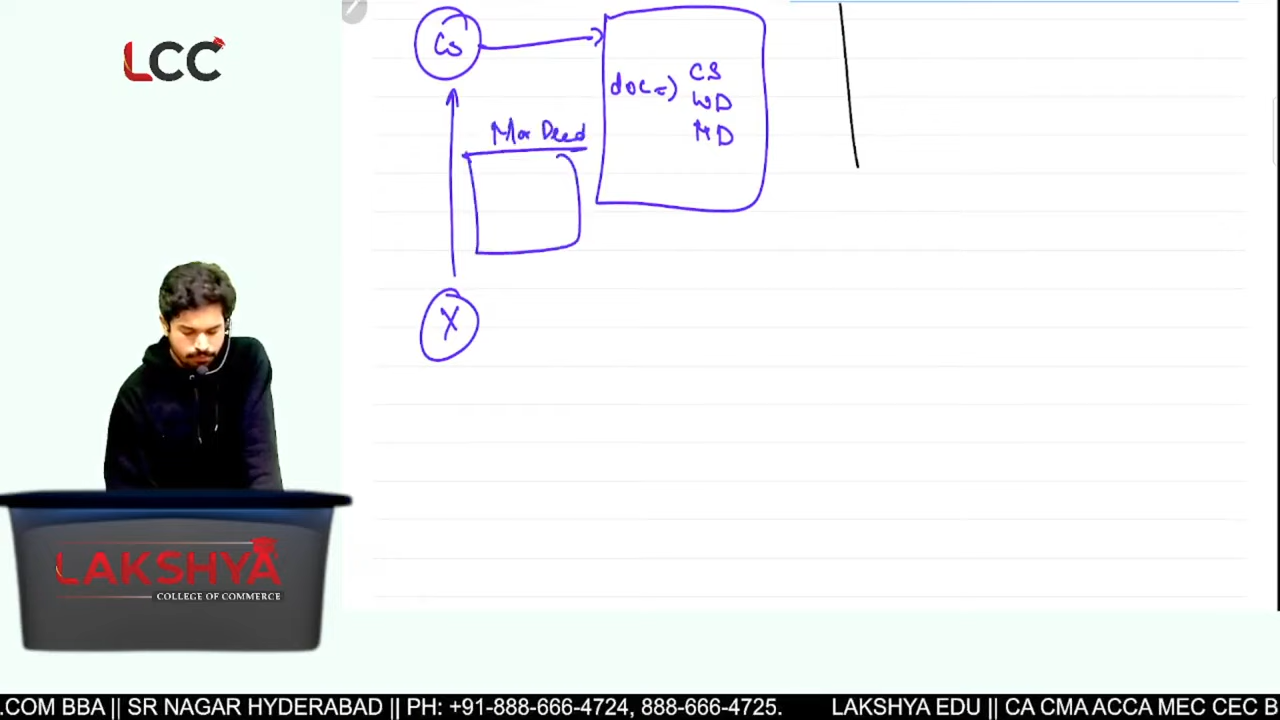 LCC
Co
doc =) CS
WD
MD
Mor Deed
X
LAKSHYA
COLLEGE OF COMMERCE
.COM BBA || SR NAGAR HYDERABAD || PH: +91-888-666-4724, 888-666-4725. LAKSHYA EDU || CA CMA ACCA MEC CEC B